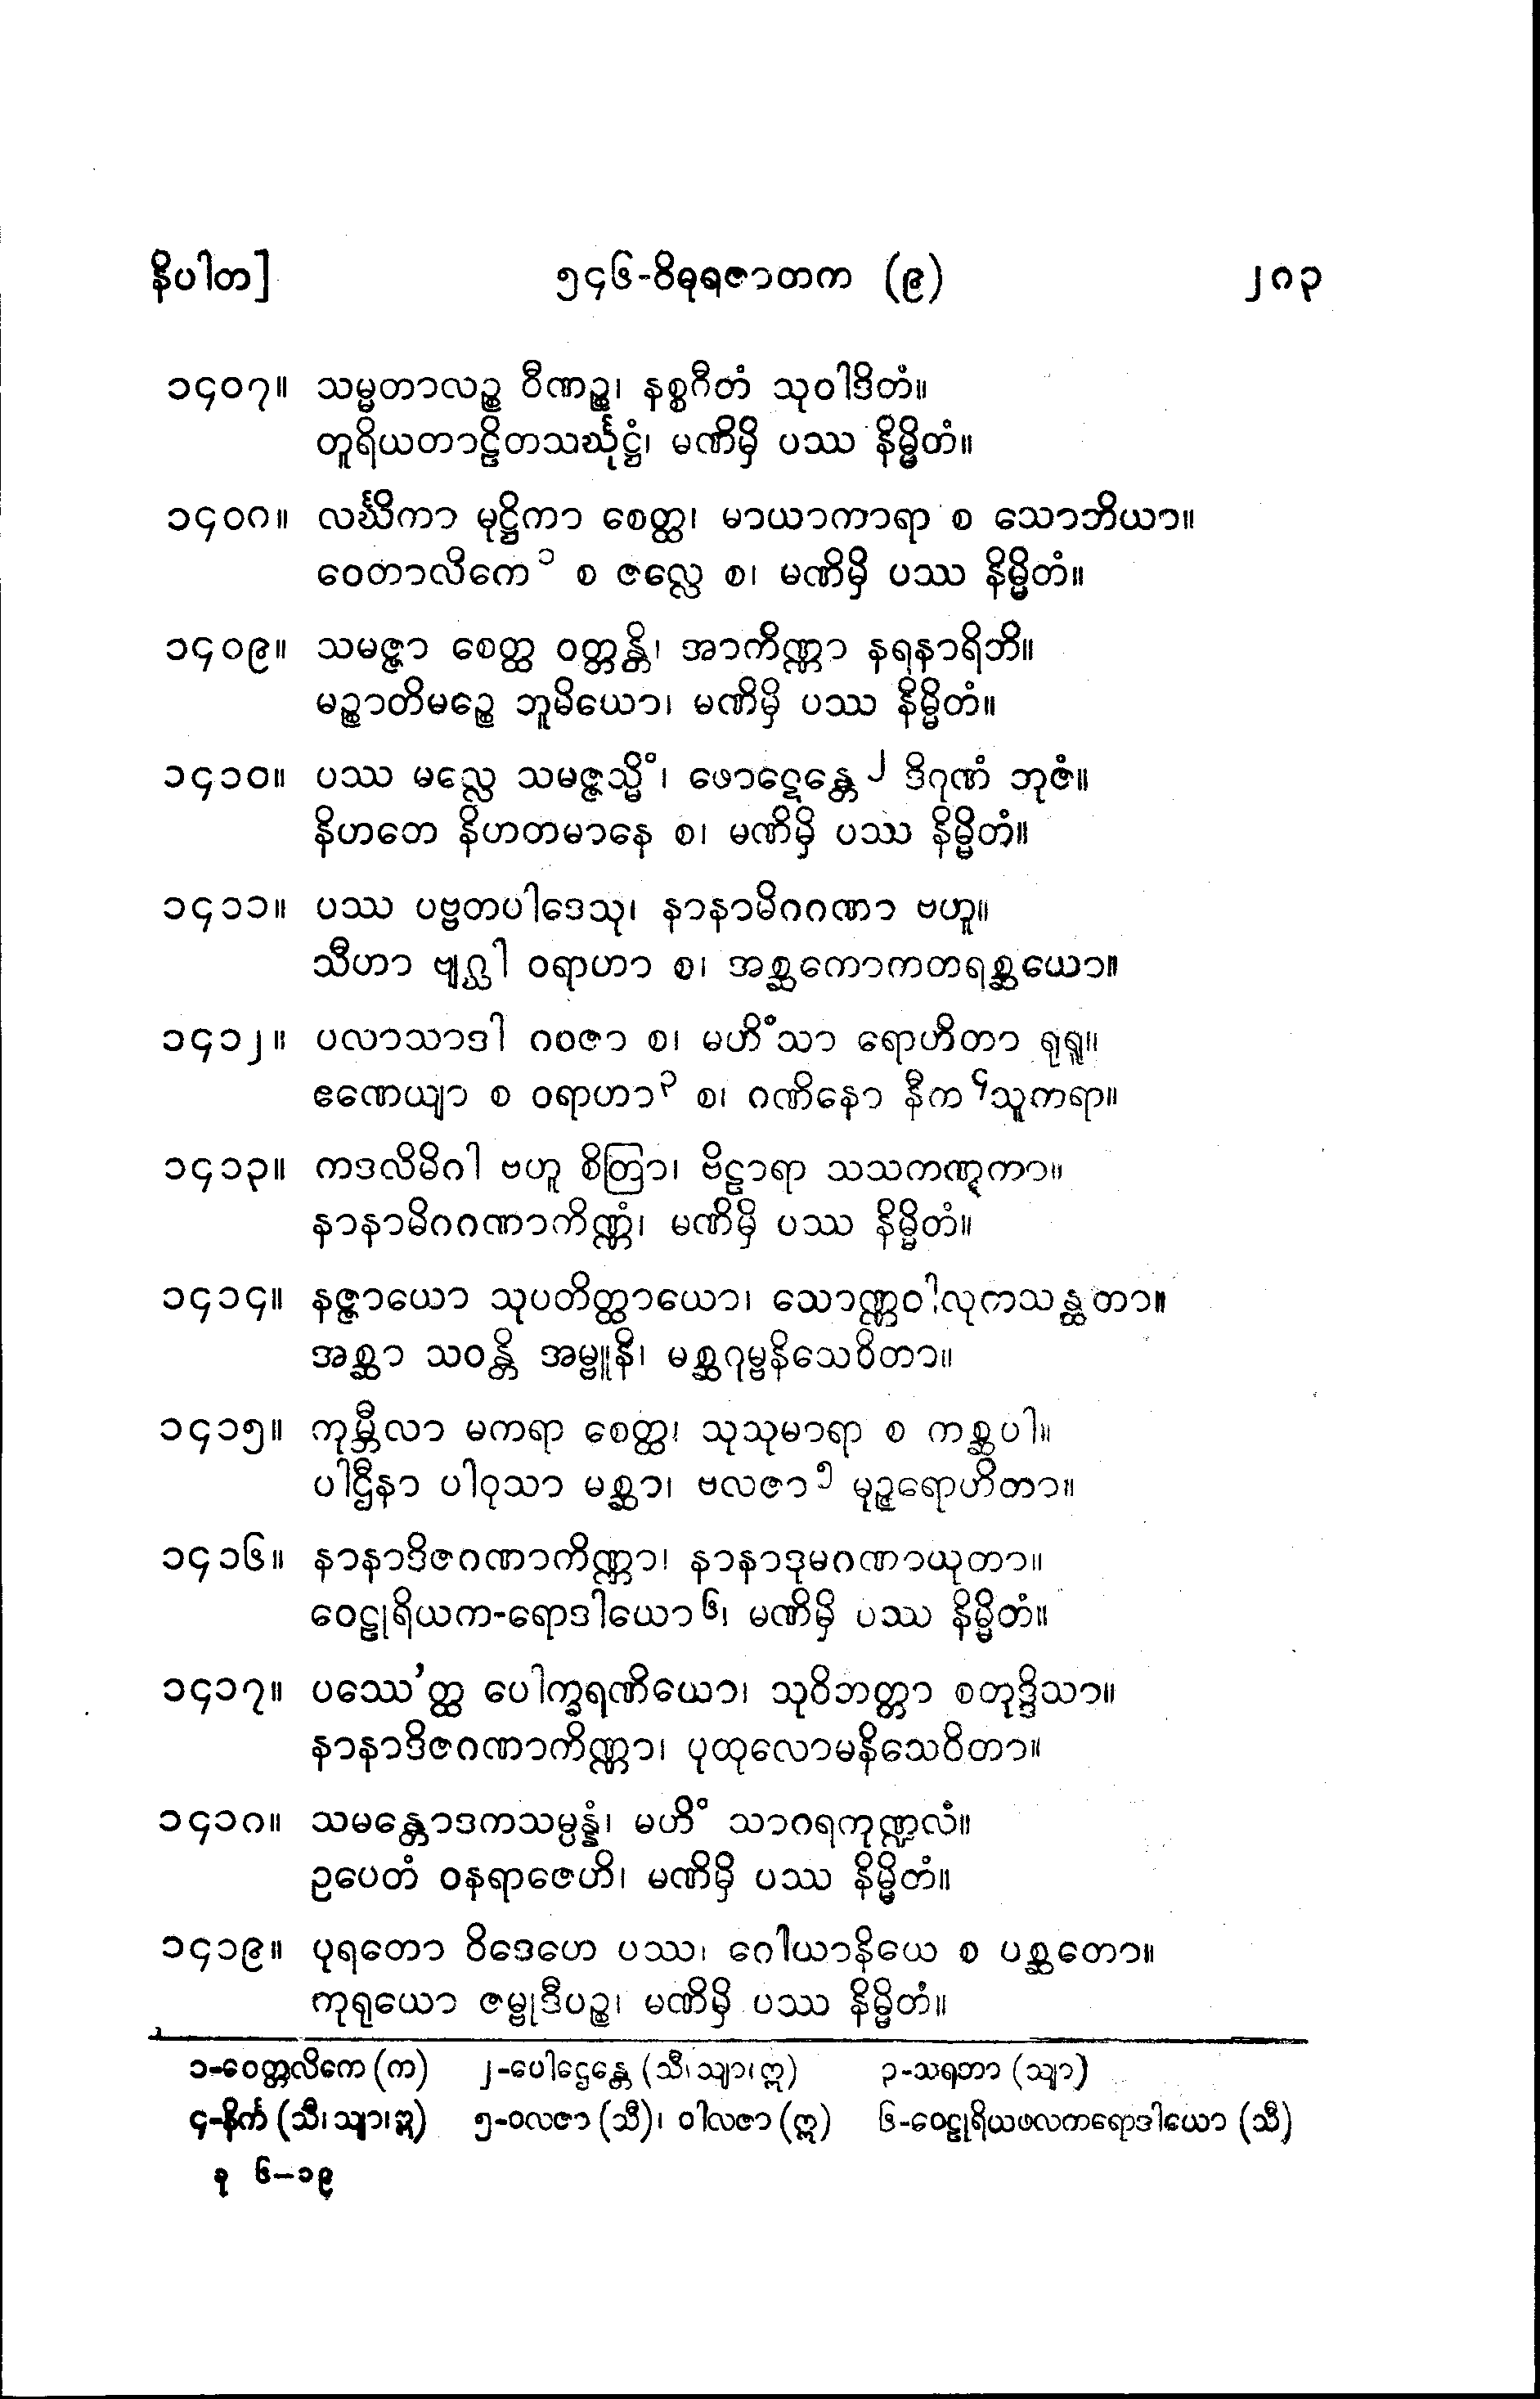 နိပါတ] ၅၄၆-ဝိဓုရဇာတက (၉) ၂၈၃
၁၄၀၇။ သမ္မတာလဉ္စ ဝီဏဉ္စ၊ နစ္စဂီတံ သုဝါဒိတံ။
တူရိယတာဠိတသင်္ဃုဋ္ဌံ၊ မဏိမှိ ပဿ နိမ္မိတံ။
၁၄၀၈။ လင်္ဃိကာ မုဋ္ဌိကာ စေတ္ထ၊ မာယာကာရာ စ သောဘိယာ။
ဝေတာလိကေ၁ စ ဇလ္လေ စ၊ မဏိမှိ ပဿ နိမ္မိတံ။
၁၄၀၉။ သမဇ္ဇာ စေတ္ထ ဝတ္တန္တိ၊ အာကိဏ္ဏာ နရနာရိဘိ။
မဉ္စာတိမဉ္စေ ဘူမိယော၊ မဏိမှိ ပဿ နိမ္မိတံ။
၁၄၁၀။ ပဿ မလ္လေ သမဇ္ဇသ္မိံ၊ ဖောဋေန္တေ၂ ဒိဂုဏံ ဘုဇံ။
နိဟတေ နိဟတမာနေ စ၊ မဏိမှိ ပဿ နိမ္မိတံ။
၁၄၁၁။ ပဿ ပဗ္ဗတပါဒေသု၊ နာနာမိဂဂဏာ ဗဟူ။
သီဟာ ဗျဂ္ဃါ ဝရာဟာ စ၊ အစ္ဆကောကတရစ္ဆယော။
၁၄၁၂။ ပလာသာဒါ ဂဝဇာ စ၊ မဟိံသာ ရောဟိတာ ရုရူ။
ဧဏေယျာ စ ဝရာဟာ၃ စ၊ ဂဏိနော နီက၄သူကရာ။
၁၄၁၃။ ကဒလိမိဂါ ဗဟူ စိတြာ၊ ဗိဠာရာ သသကဏ္ဋကာ။
နာနာမိဂဂဏာကိဏ္ဏံ၊ မဏိမှိ ပဿ နိမ္မိတံ။
၁၄၁၄။ နဇ္ဇာယော သုပတိတ္ထာယော၊ သောဏ္ဏဝါလုကသန္ထတာ။
အစ္ဆာ သဝန္တိ အမ္ဗူနိ၊ မစ္ဆဂုမ္ဗနိသေဝိတာ။
၁၄၁၅။ ကုမ္ဘီလာ မကရာ စေတ္ထ၊ သုသုမာရာ စ ကစ္ဆပါ။
ပါဌီနာ ပါဝုသာ မစ္ဆာ၊ ဗလဇာ၅ မုဉ္ဇရောဟိတာ။
၁၄၁၆။ နာနာဒိဇဂဏာကိဏ္ဏာ၊ နာနာဒုမဂဏာယုတာ။
ဝေဠုရိယက-ရောဒါယော၆၊ မဏိမှိ ပဿ နိမ္မိတံ။
၁၄၁၇။ ပဿေ'တ္ထ ပေါက္ခရဏိယော၊ သုဝိဘတ္တာ စတုဒ္ဒိသာ။
နာနာဒိဇဂဏာကိဏ္ဏာ၊ ပုထုလောမနိသေဝိတာ။
၁၄၁၈။ သမန္တောဒကသမ္ပန္နံ၊ မဟိံ သာဂရကုဏ္ဍလံ။
ဥပေတံ ဝနရာဇေဟိ၊ မဏိမှိ ပဿ နိမ္မိတံ။
၁၄၁၉။ ပုရတော ဝိဒေဟေ ပဿ၊ ဂေါယာနိယေ စ ပစ္ဆတော။
ကုရုယော ဇမ္ဗုဒီပဉ္စ၊ မဏိမှိ ပဿ နိမ္မိတံ။
၁-ဝေတ္တလိကေ (က) ၂-ပေါဌေန္တေ (သီ၊ သျာ၊ ဣ) ၃-သရဘာ (သျာ)
၄-နိင်္က (သီ၊ သျာ၊ ဣ) ၅-ဝလဇာ (သီ)၊ ဝါလဇာ (ဣ) ၆-ဝေဠုရိယဖလကရောဒါယော (သီ)
နု ၆–၁၉